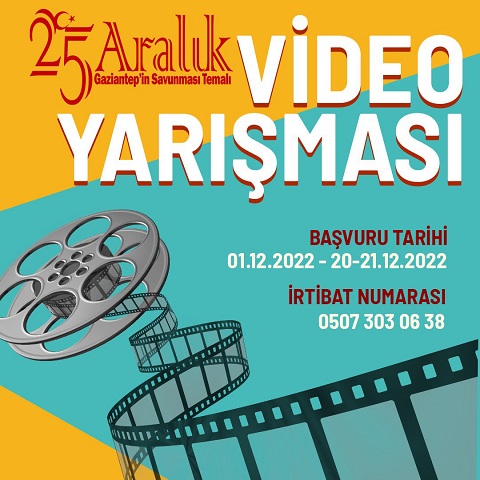 25 Aralık
Gaziantep'in Savunması Temalı
VİDEO
YARIŞMASI
BAŞVURU TARİHİ
01.12.2022 - 20-21.12.2022
İRTİBAT NUMARASI
0507 303 06 38